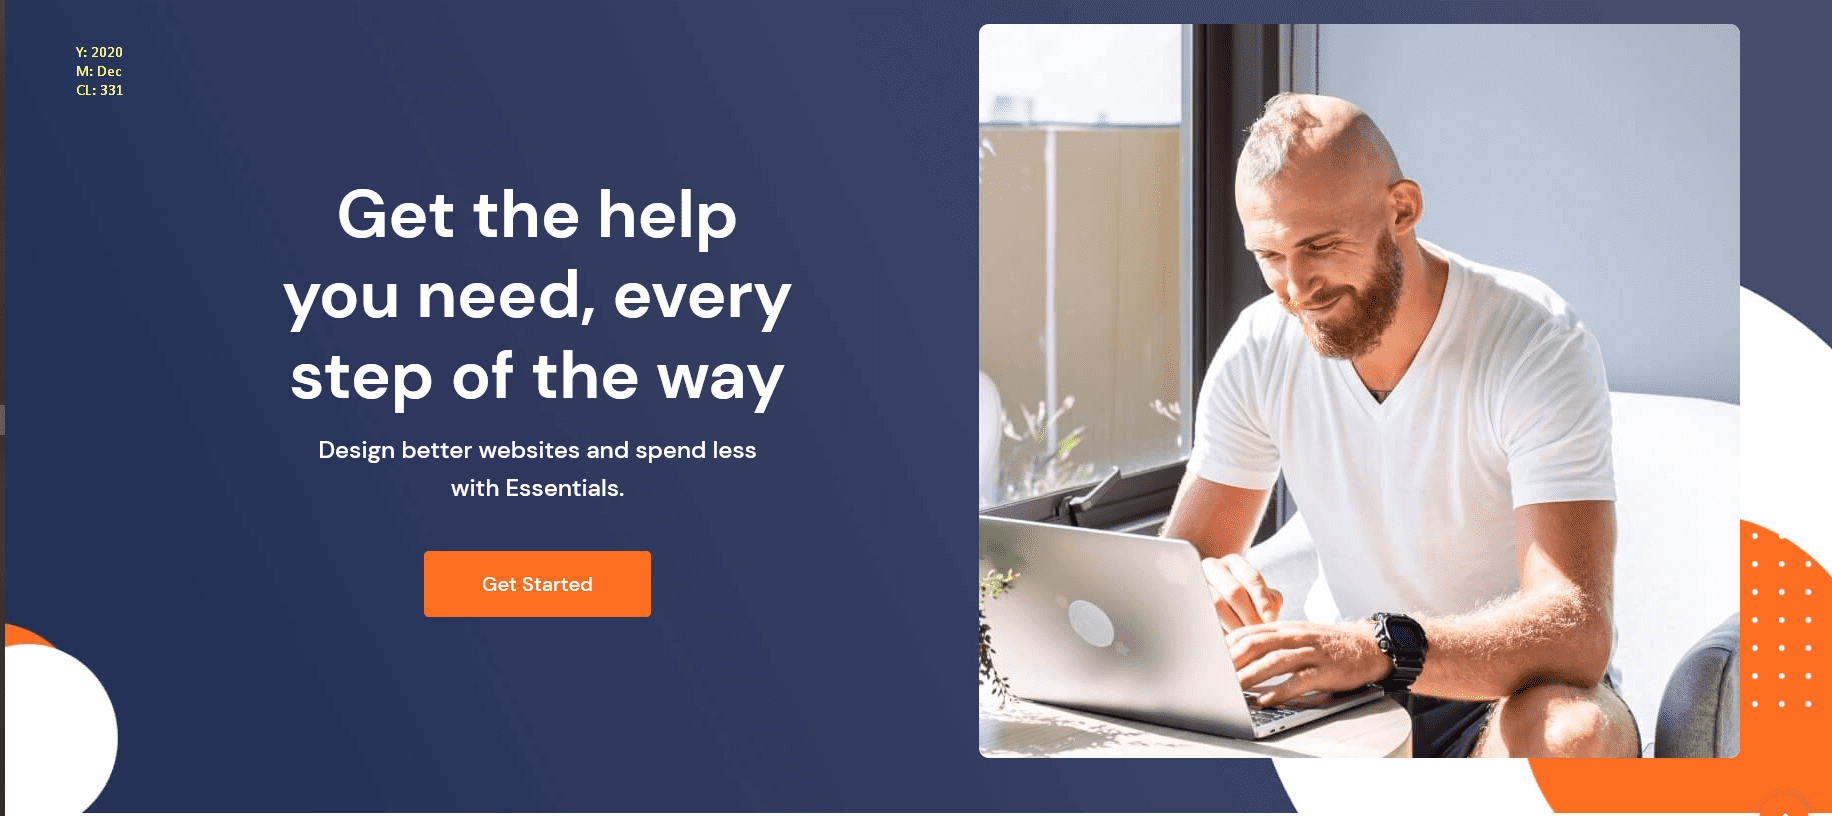 Y: 2020
M: Dec
CL: 331
Get the help
you need, every
step of the way
Design better websites and spend less
with Essentials.
Get Started